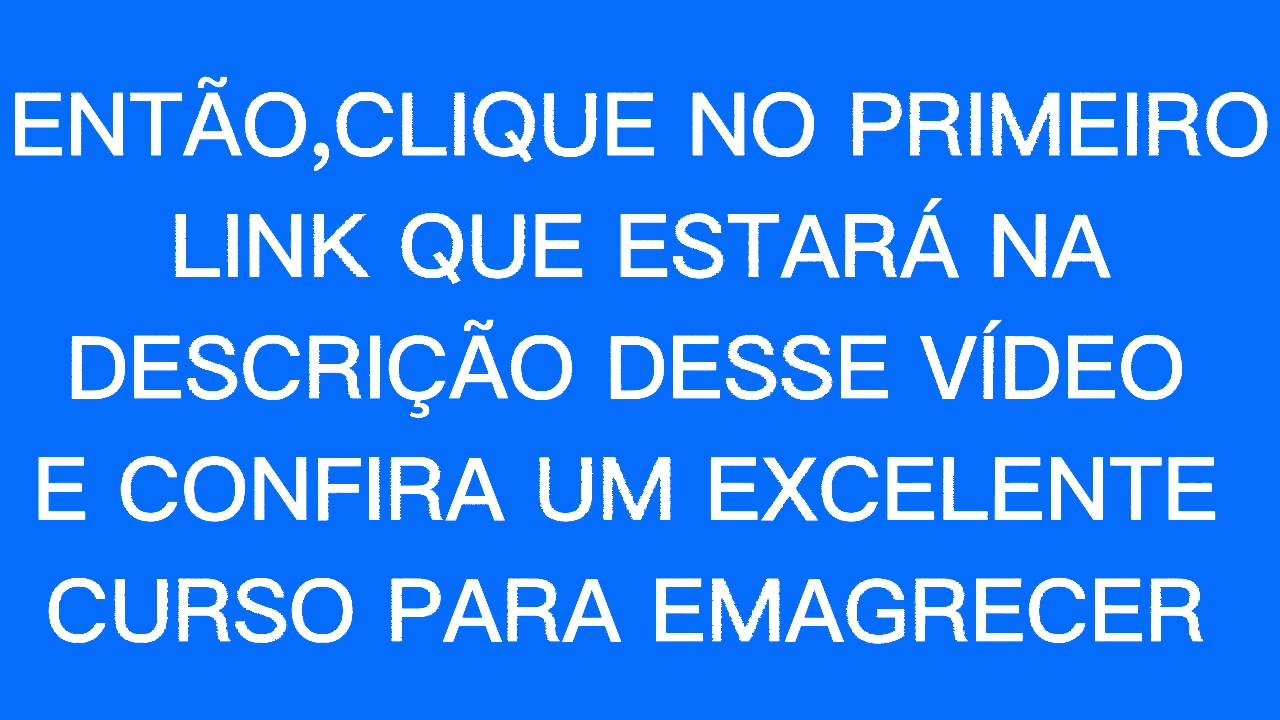 ENTÃO,CLIQUE NO PRIMEIRO
LINK QUE ESTARÁ NA
DESCRIÇÃO DESSE VÍDEO
E CONFIRA UM EXCELENTE
CURSO PARA EMAGRECER